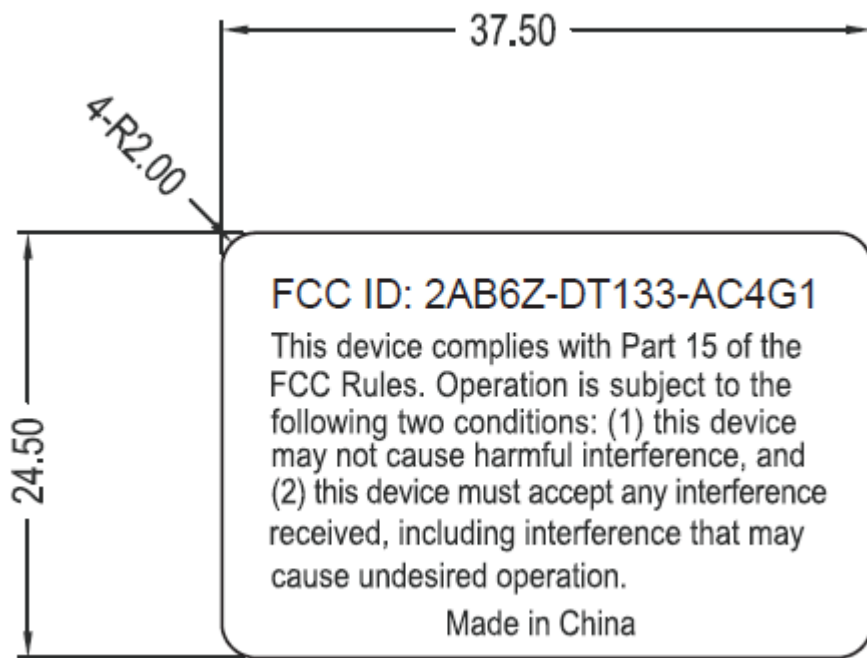 37.50
4-R2.00
24.50
FCC ID: 2AB6Z-DT133-AC4G1
This device complies with Part 15 of the
FCC Rules. Operation is subject to the
following two conditions: (1) this device
may not cause harmful interference, and
(2) this device must accept any interference
received, including interference that may
cause undesired operation.
Made in China